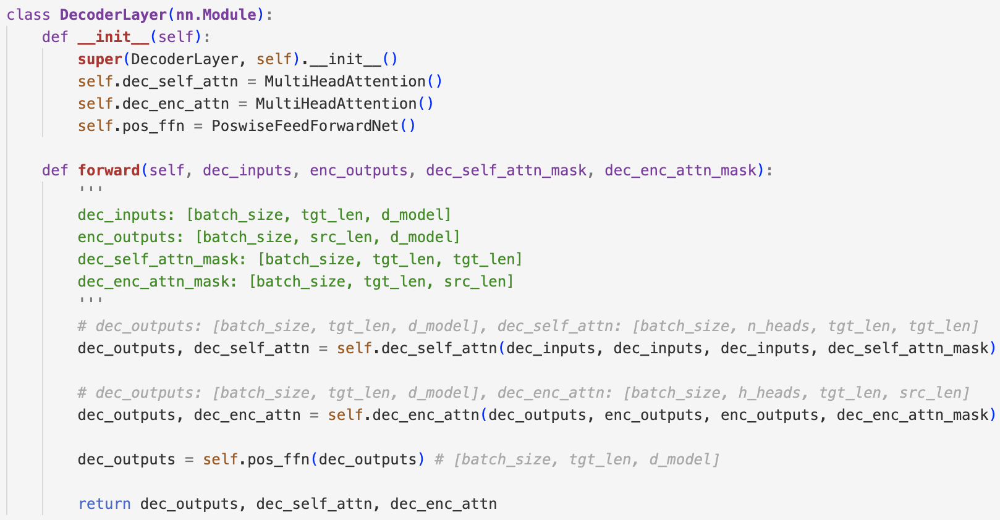 class DecoderLayer(nn.Module):
    def __init__(self):
        super(DecoderLayer, self).__init__()
        self.dec_self_attn = MultiHeadAttention()
        self.dec_enc_attn = MultiHeadAttention()
        self.pos_ffn = PoswiseFeedForwardNet()

    def forward(self, dec_inputs, enc_outputs, dec_self_attn_mask, dec_enc_attn_mask):
        '''
        dec_inputs: [batch_size, tgt_len, d_model]
        enc_outputs: [batch_size, src_len, d_model]
        dec_self_attn_mask: [batch_size, tgt_len, tgt_len]
        dec_enc_attn_mask: [batch_size, tgt_len, src_len]
        '''
        # dec_outputs: [batch_size, tgt_len, d_model], dec_self_attn: [batch_size, n_heads, tgt_len, tgt_len]
        dec_outputs, dec_self_attn = self.dec_self_attn(dec_inputs, dec_inputs, dec_inputs, dec_self_attn_mask)

        # dec_outputs: [batch_size, tgt_len, d_model], dec_enc_attn: [batch_size, h_heads, tgt_len, src_len]
        dec_outputs, dec_enc_attn = self.dec_enc_attn(dec_outputs, enc_outputs, enc_outputs, dec_enc_attn_mask)

        dec_outputs = self.pos_ffn(dec_outputs) # [batch_size, tgt_len, d_model]

        return dec_outputs, dec_self_attn, dec_enc_attn